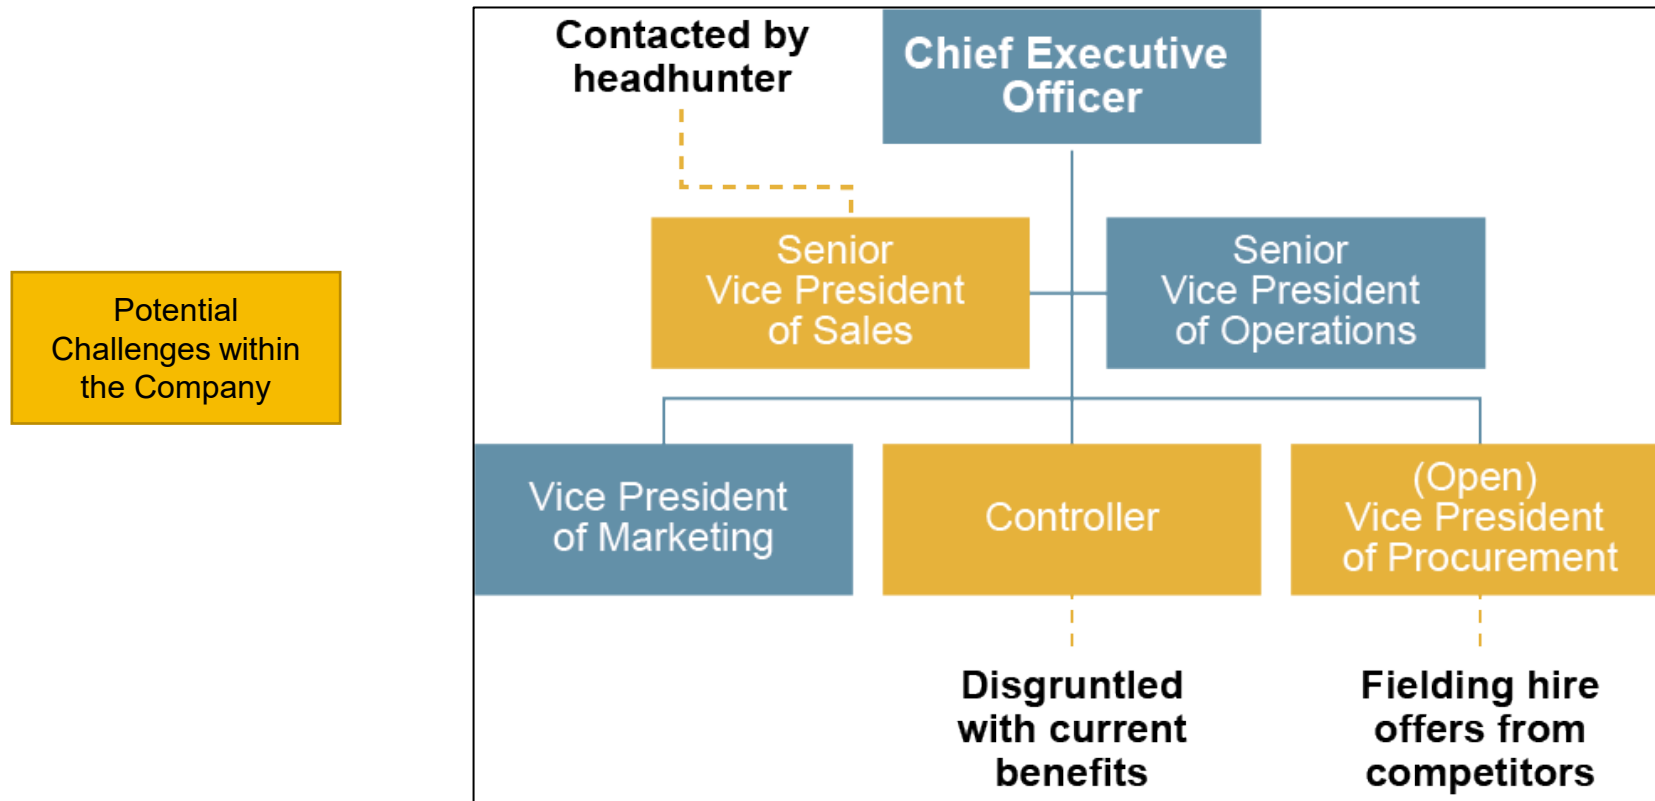 Contacted by
headhunter
Chief Executive
Officer
Senior
Vice President
of Sales
Senior
Vice President
of Operations
Potential
Challenges within
the Company
Vice President
of Marketing
Controller
(Open)
Vice President
of Procurement
Disgruntled
with current
benefits
Fielding hire
offers from
competitors